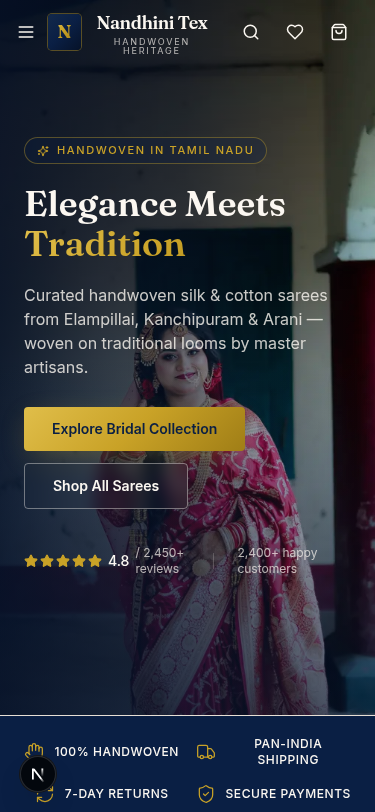 N
Nandhini Tex
HANDWOVEN
HERITAGE
HANDWOVEN IN TAMIL NADU
Elegance Meets
Tradition
Curated handwoven silk & cotton sarees
from Elampillai, Kanchipuram & Arani —
woven on traditional looms by master
artisans.
Explore Bridal Collection
Shop All Sarees
4.8 / 2,450+
reviews
2,400+ happy
customers
100% HANDWOVEN
PAN-INDIA
SHIPPING
N
7-DAY RETURNS
SECURE PAYMENTS